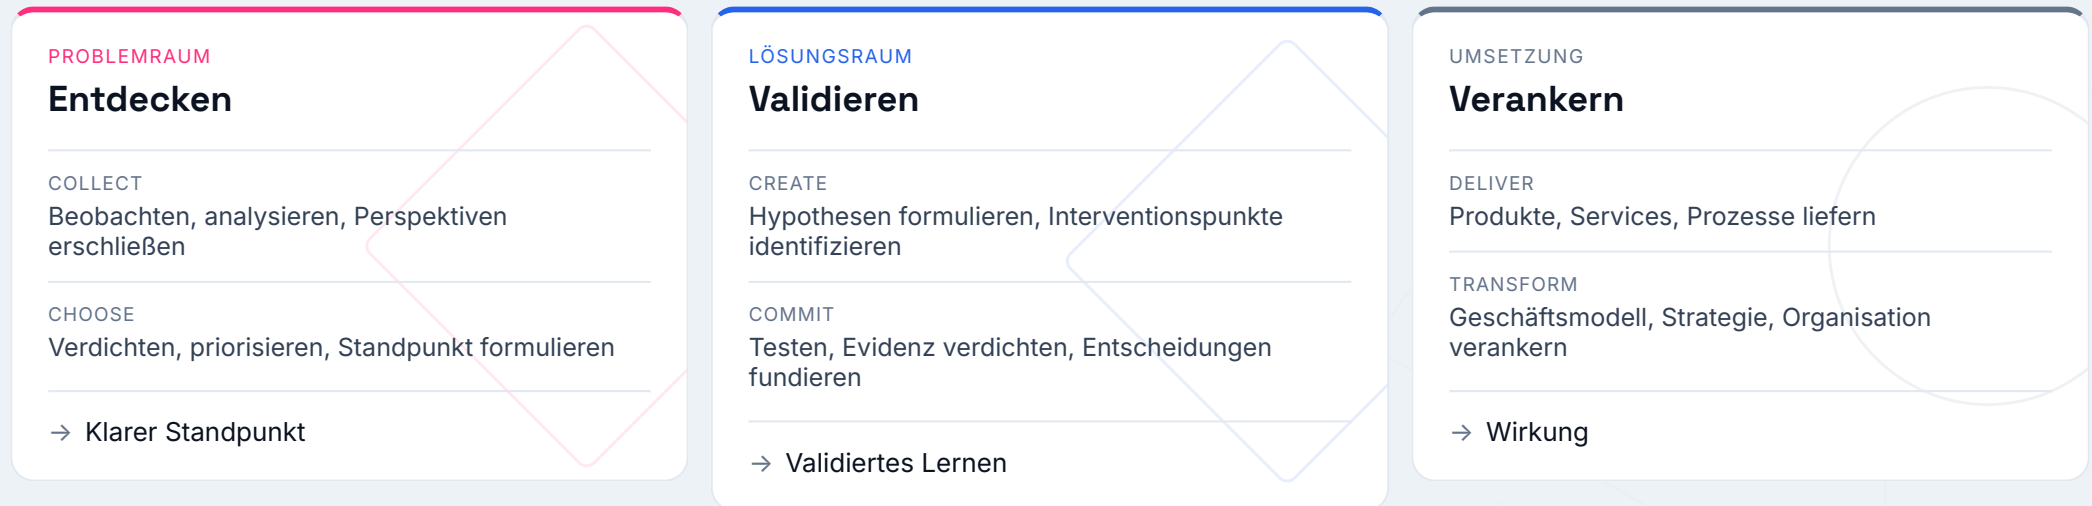 PROBLEMRAUM
Entdecken
COLLECT
Beobachten, analysieren, Perspektiven
erschließen
CHOOSE
Verdichten, priorisieren, Standpunkt formulieren
→ Klarer Standpunkt
LÖSUNGSRAUM
Validieren
CREATE
Hypothesen formulieren, Interventionspunkte
identifizieren
COMMIT
Testen, Evidenz verdichten, Entscheidungen
fundieren
→ Validiertes Lernen
UMSETZUNG
Verankern
DELIVER
Produkte, Services, Prozesse liefern
TRANSFORM
Geschäftsmodell, Strategie, Organisation
verankern
→ Wirkung